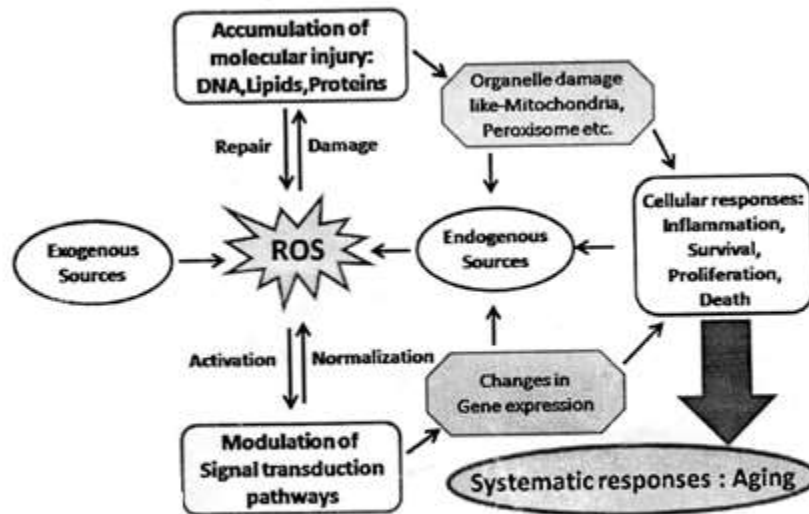 Accumulation of
molecular injury:
DNA,Lipids,Proteins
Organelle damage
like-Mitochondria,
Peroxisome etc.
Repair
Damage
Cellular responses:
Inflammation,
Survival,
Proliferation,
Death
Exogenous
Sources
ROS
Endogenous
Sources
Activation
Normalization
Changes in
Gene expression
Modulation of
Signal transduction
pathways
Systematic responses : Aging